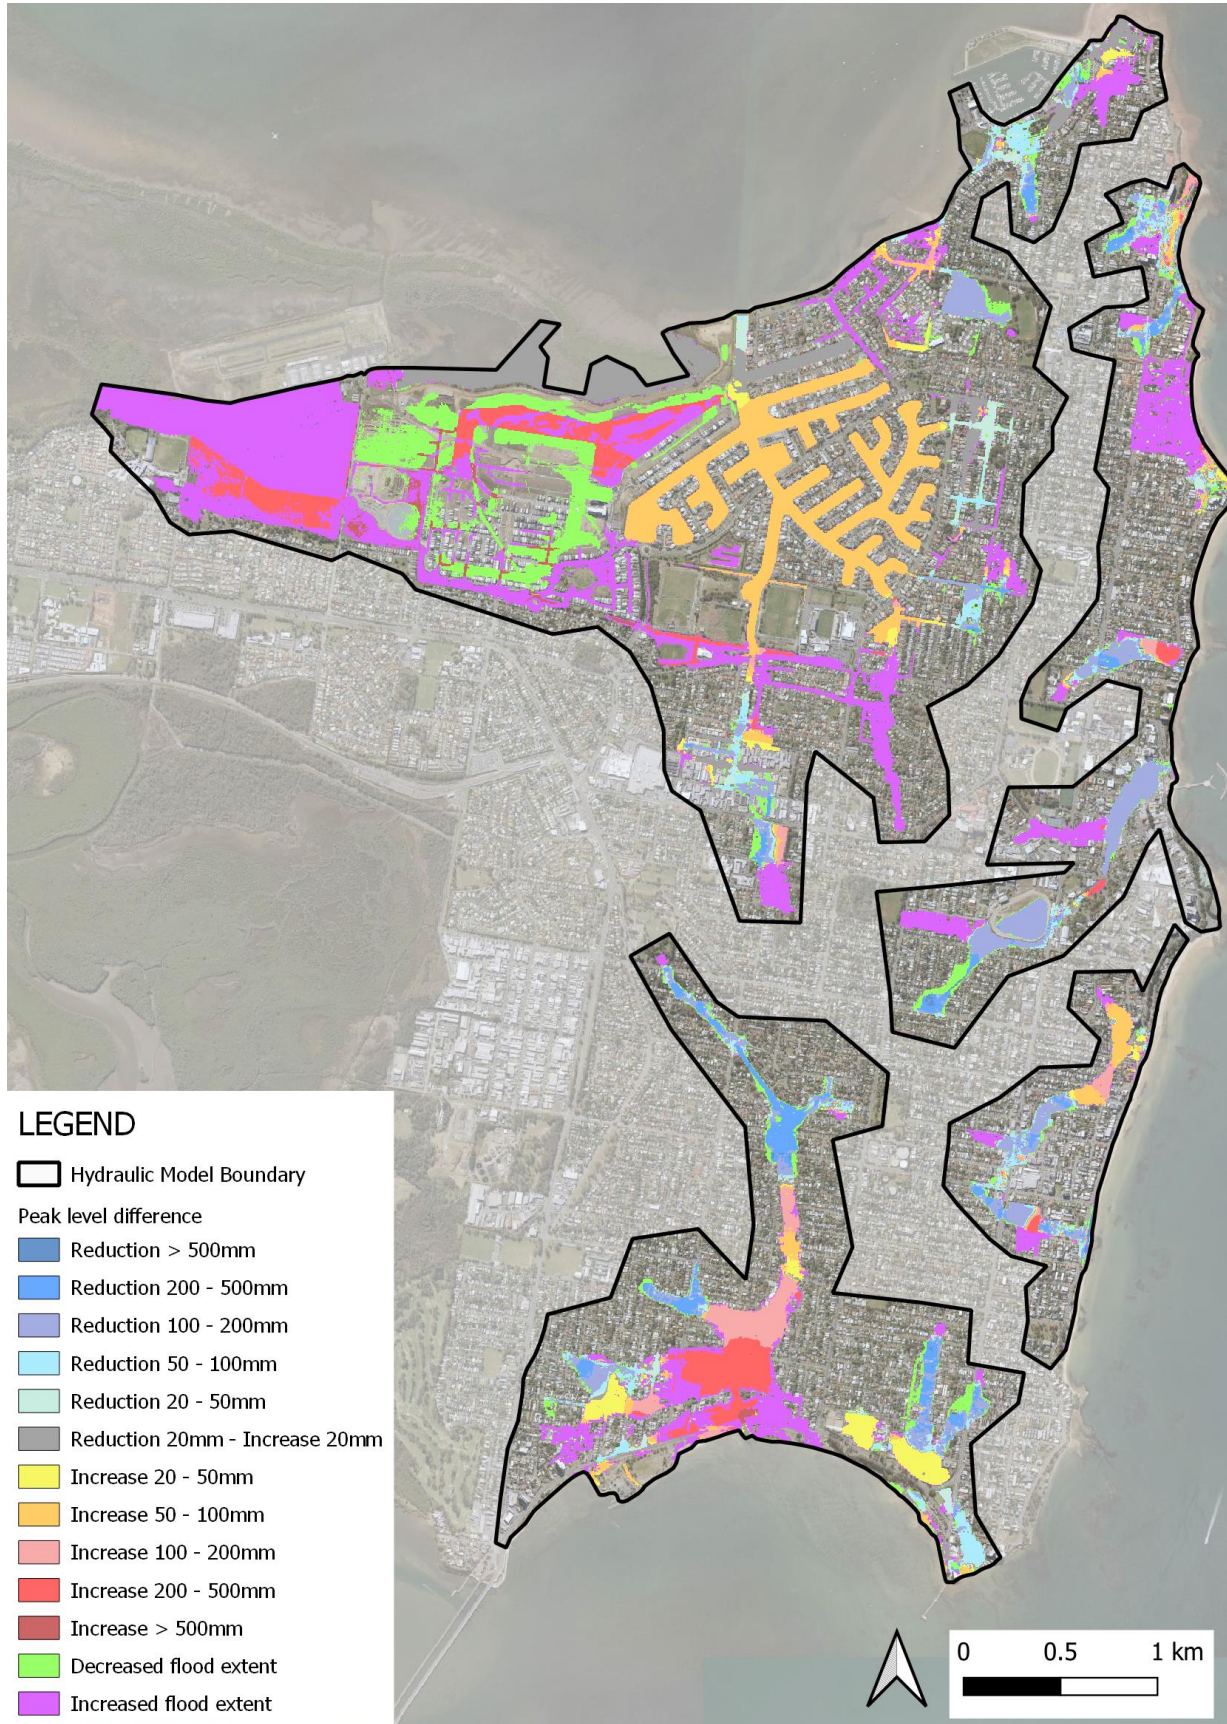 LEGEND
Hydraulic Model Boundary
Peak level difference
Reduction > 500mm
Reduction 200 - 500mm
Reduction 100 - 200mm
Reduction 50 - 100mm
Reduction 20 - 50mm
Reduction 20mm - Increase 20mm
Increase 20 - 50mm
Increase 50 - 100mm
Increase 100 - 200mm
Increase 200 - 500mm
Increase > 500mm
Decreased flood extent
Increased flood extent
0 0.5 1 km